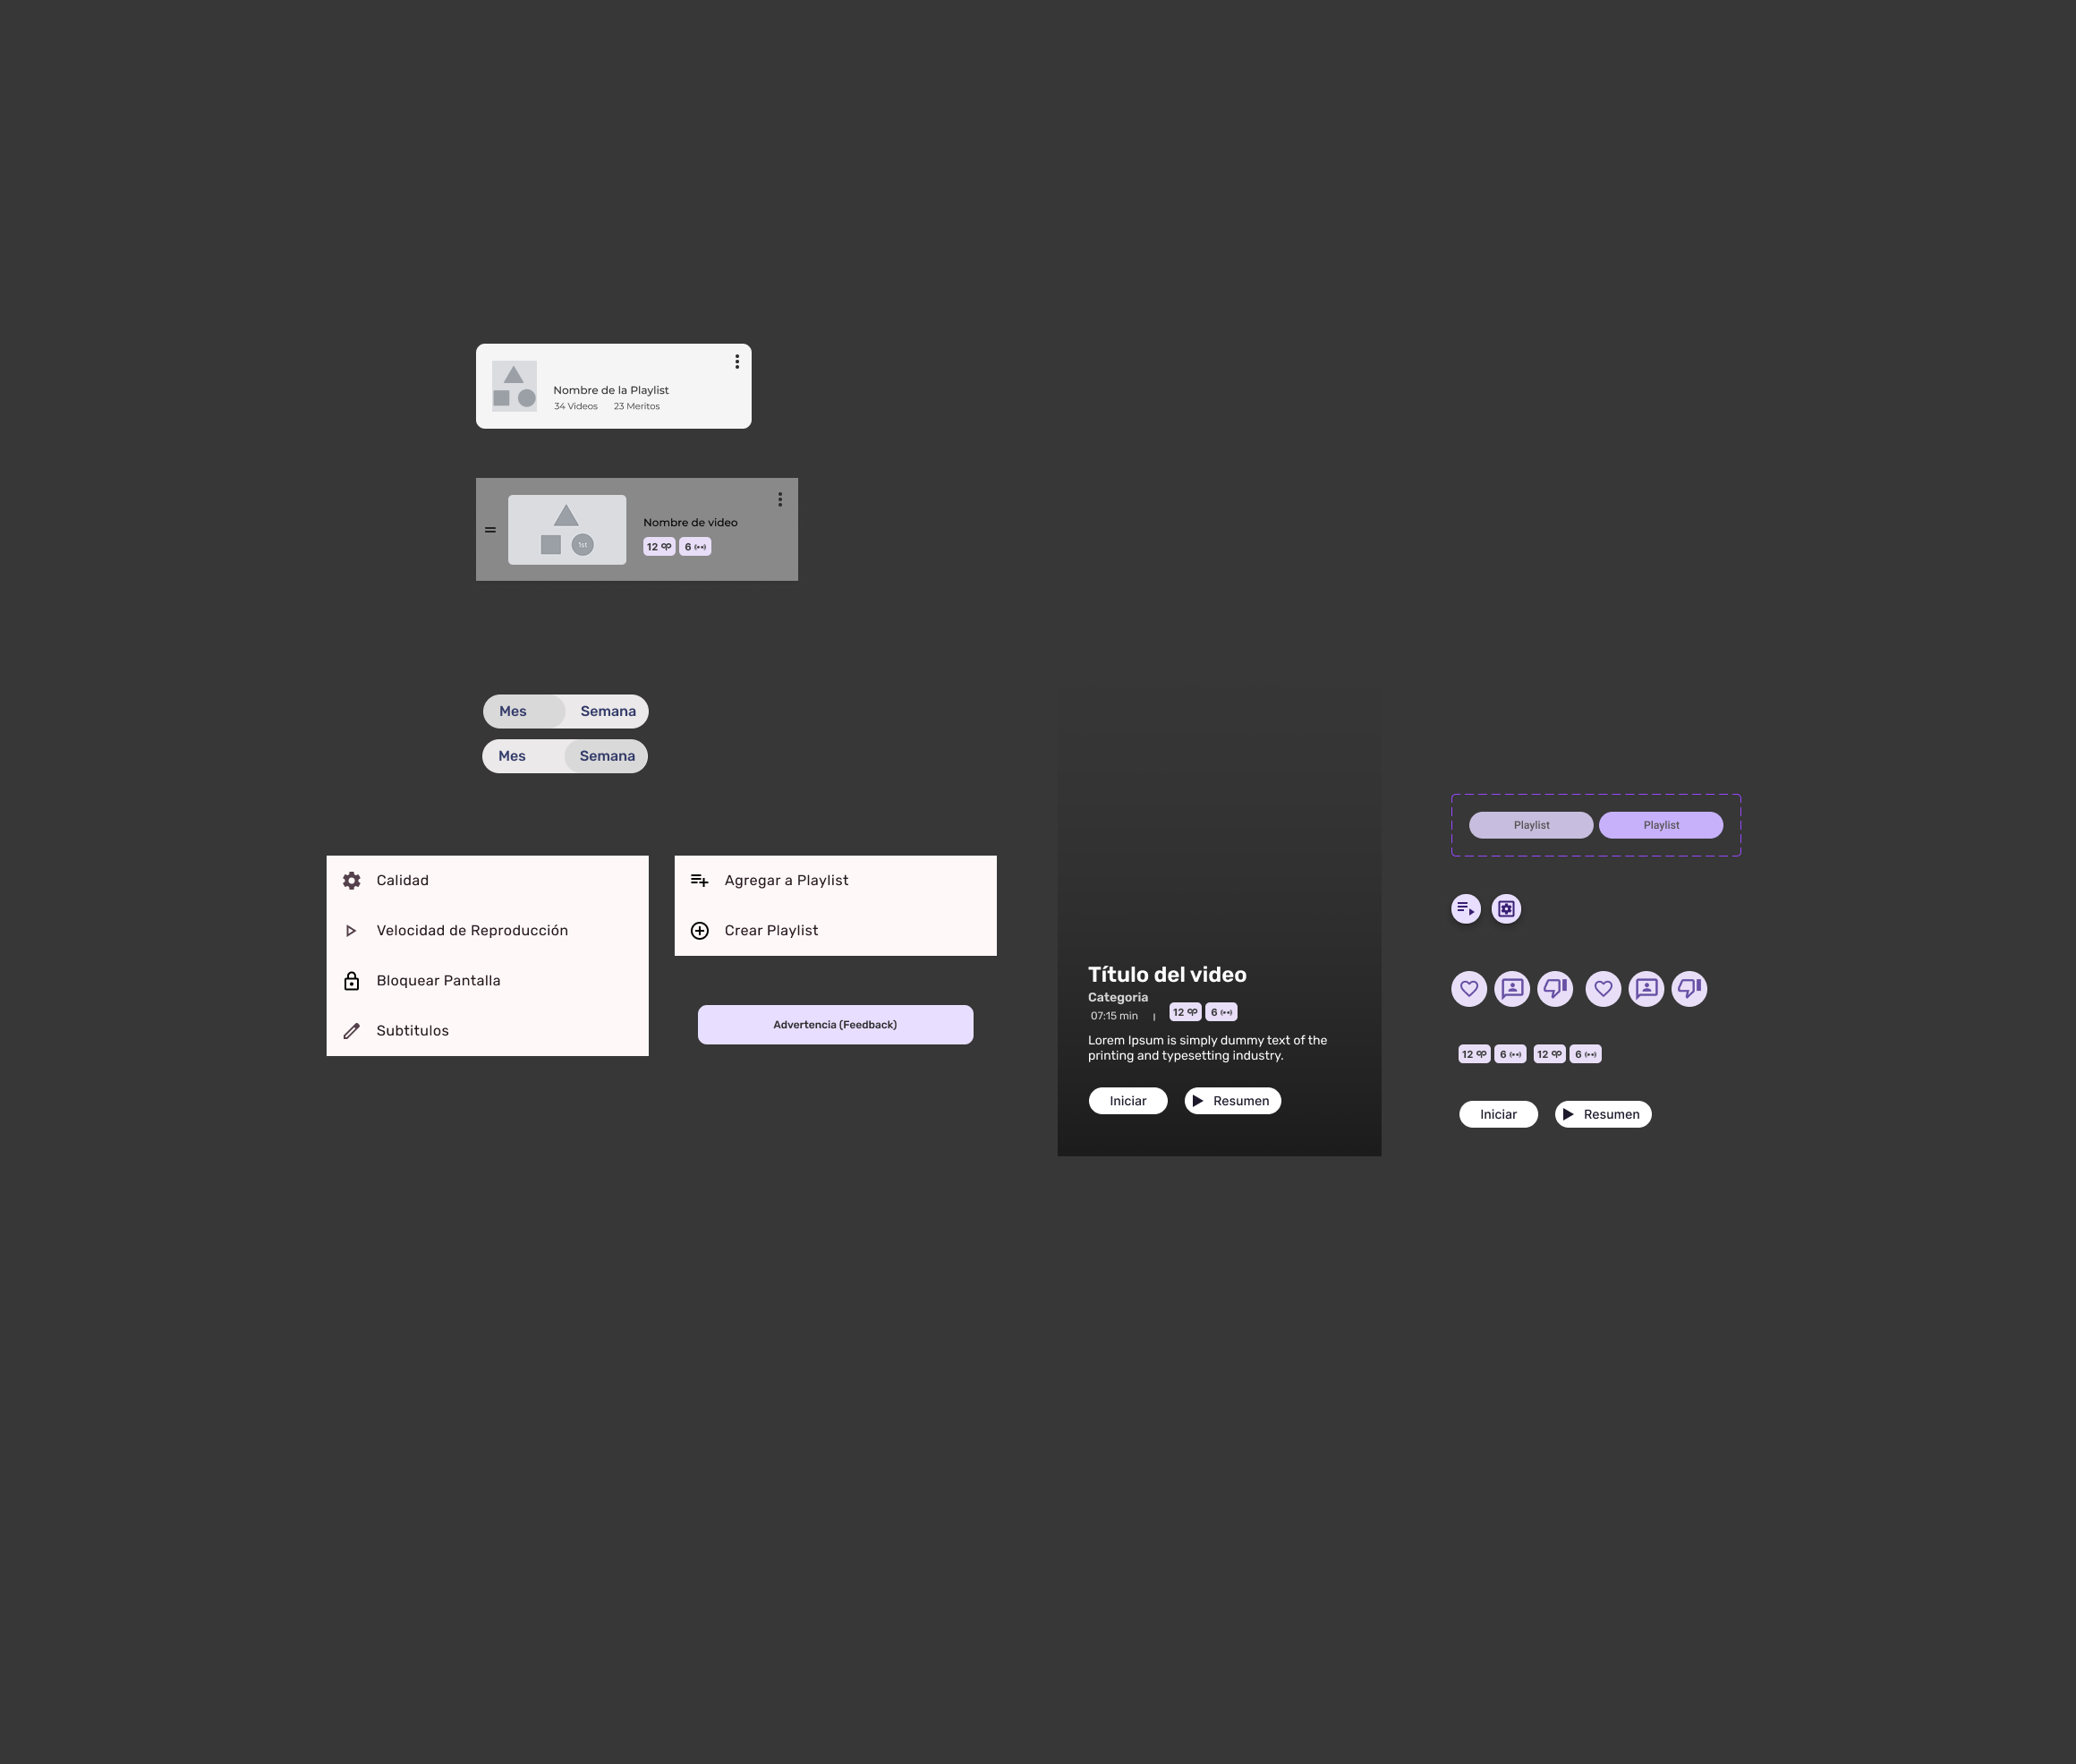 Nombre de la Playlist
34 Videos 23 Meritos
Nombre de video
1st
12 6
Mes Semana
Mes Semana
Calidad
Velocidad de Reproducción
Bloquear Pantalla
Subtitulos
Agregar a Playlist
Crear Playlist
Advertencia (Feedback)
Título del video
Categoria
07:15 min | 12 6
Lorem Ipsum is simply dummy text of the
printing and typesetting industry.
Iniciar Resumen
Playlist Playlist
12 6 12 6
Iniciar Resumen